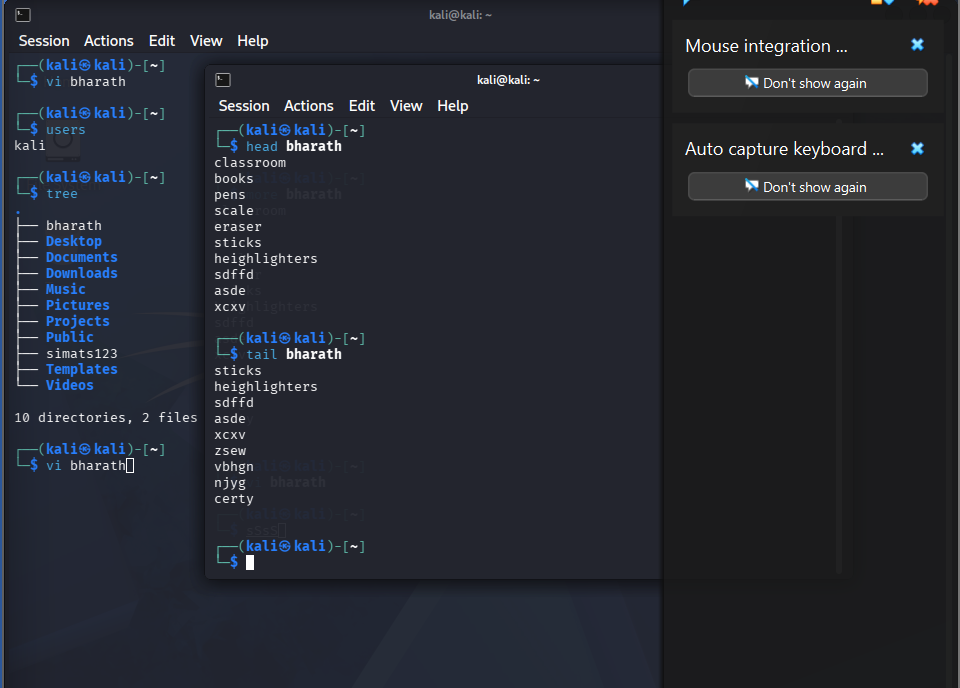 kali@kali: ~
Session Actions Edit View Help
┌──(kali㉿kali)-[~]
└─$ vi bharath
┌──(kali㉿kali)-[~]
└─$ users
kali
┌──(kali㉿kali)-[~]
└─$ tree
.
├── bharath
├── Desktop
├── Documents
├── Downloads
├── Music
├── Pictures
├── Projects
├── Public
├── simats123
├── Templates
└── Videos
10 directories, 2 files
┌──(kali㉿kali)-[~]
└─$ vi bharath
kali@kali: ~
Session Actions Edit View Help
┌──(kali㉿kali)-[~]
└─$ head bharath
classroom
books
pens
scale
eraser
sticks
heighlighters
sdffd
asde
xcxv
┌──(kali㉿kali)-[~]
└─$ tail bharath
sticks
heighlighters
sdffd
asde
xcxv
zsew
vbhgn
njyg
certy
┌──(kali㉿kali)-[~]
└─$
Mouse integration ...
Don't show again
Auto capture keyboard ...
Don't show again